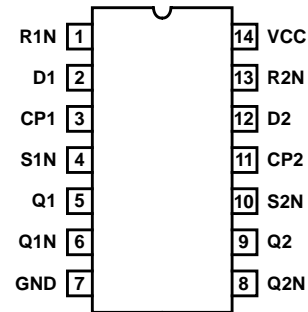 R1N 1 14 VCC
D1 2 13 R2N
CP1 3 12 D2
S1N 4 11 CP2
Q1 5 10 S2N
Q1N 6 9 Q2
GND 7 8 Q2N